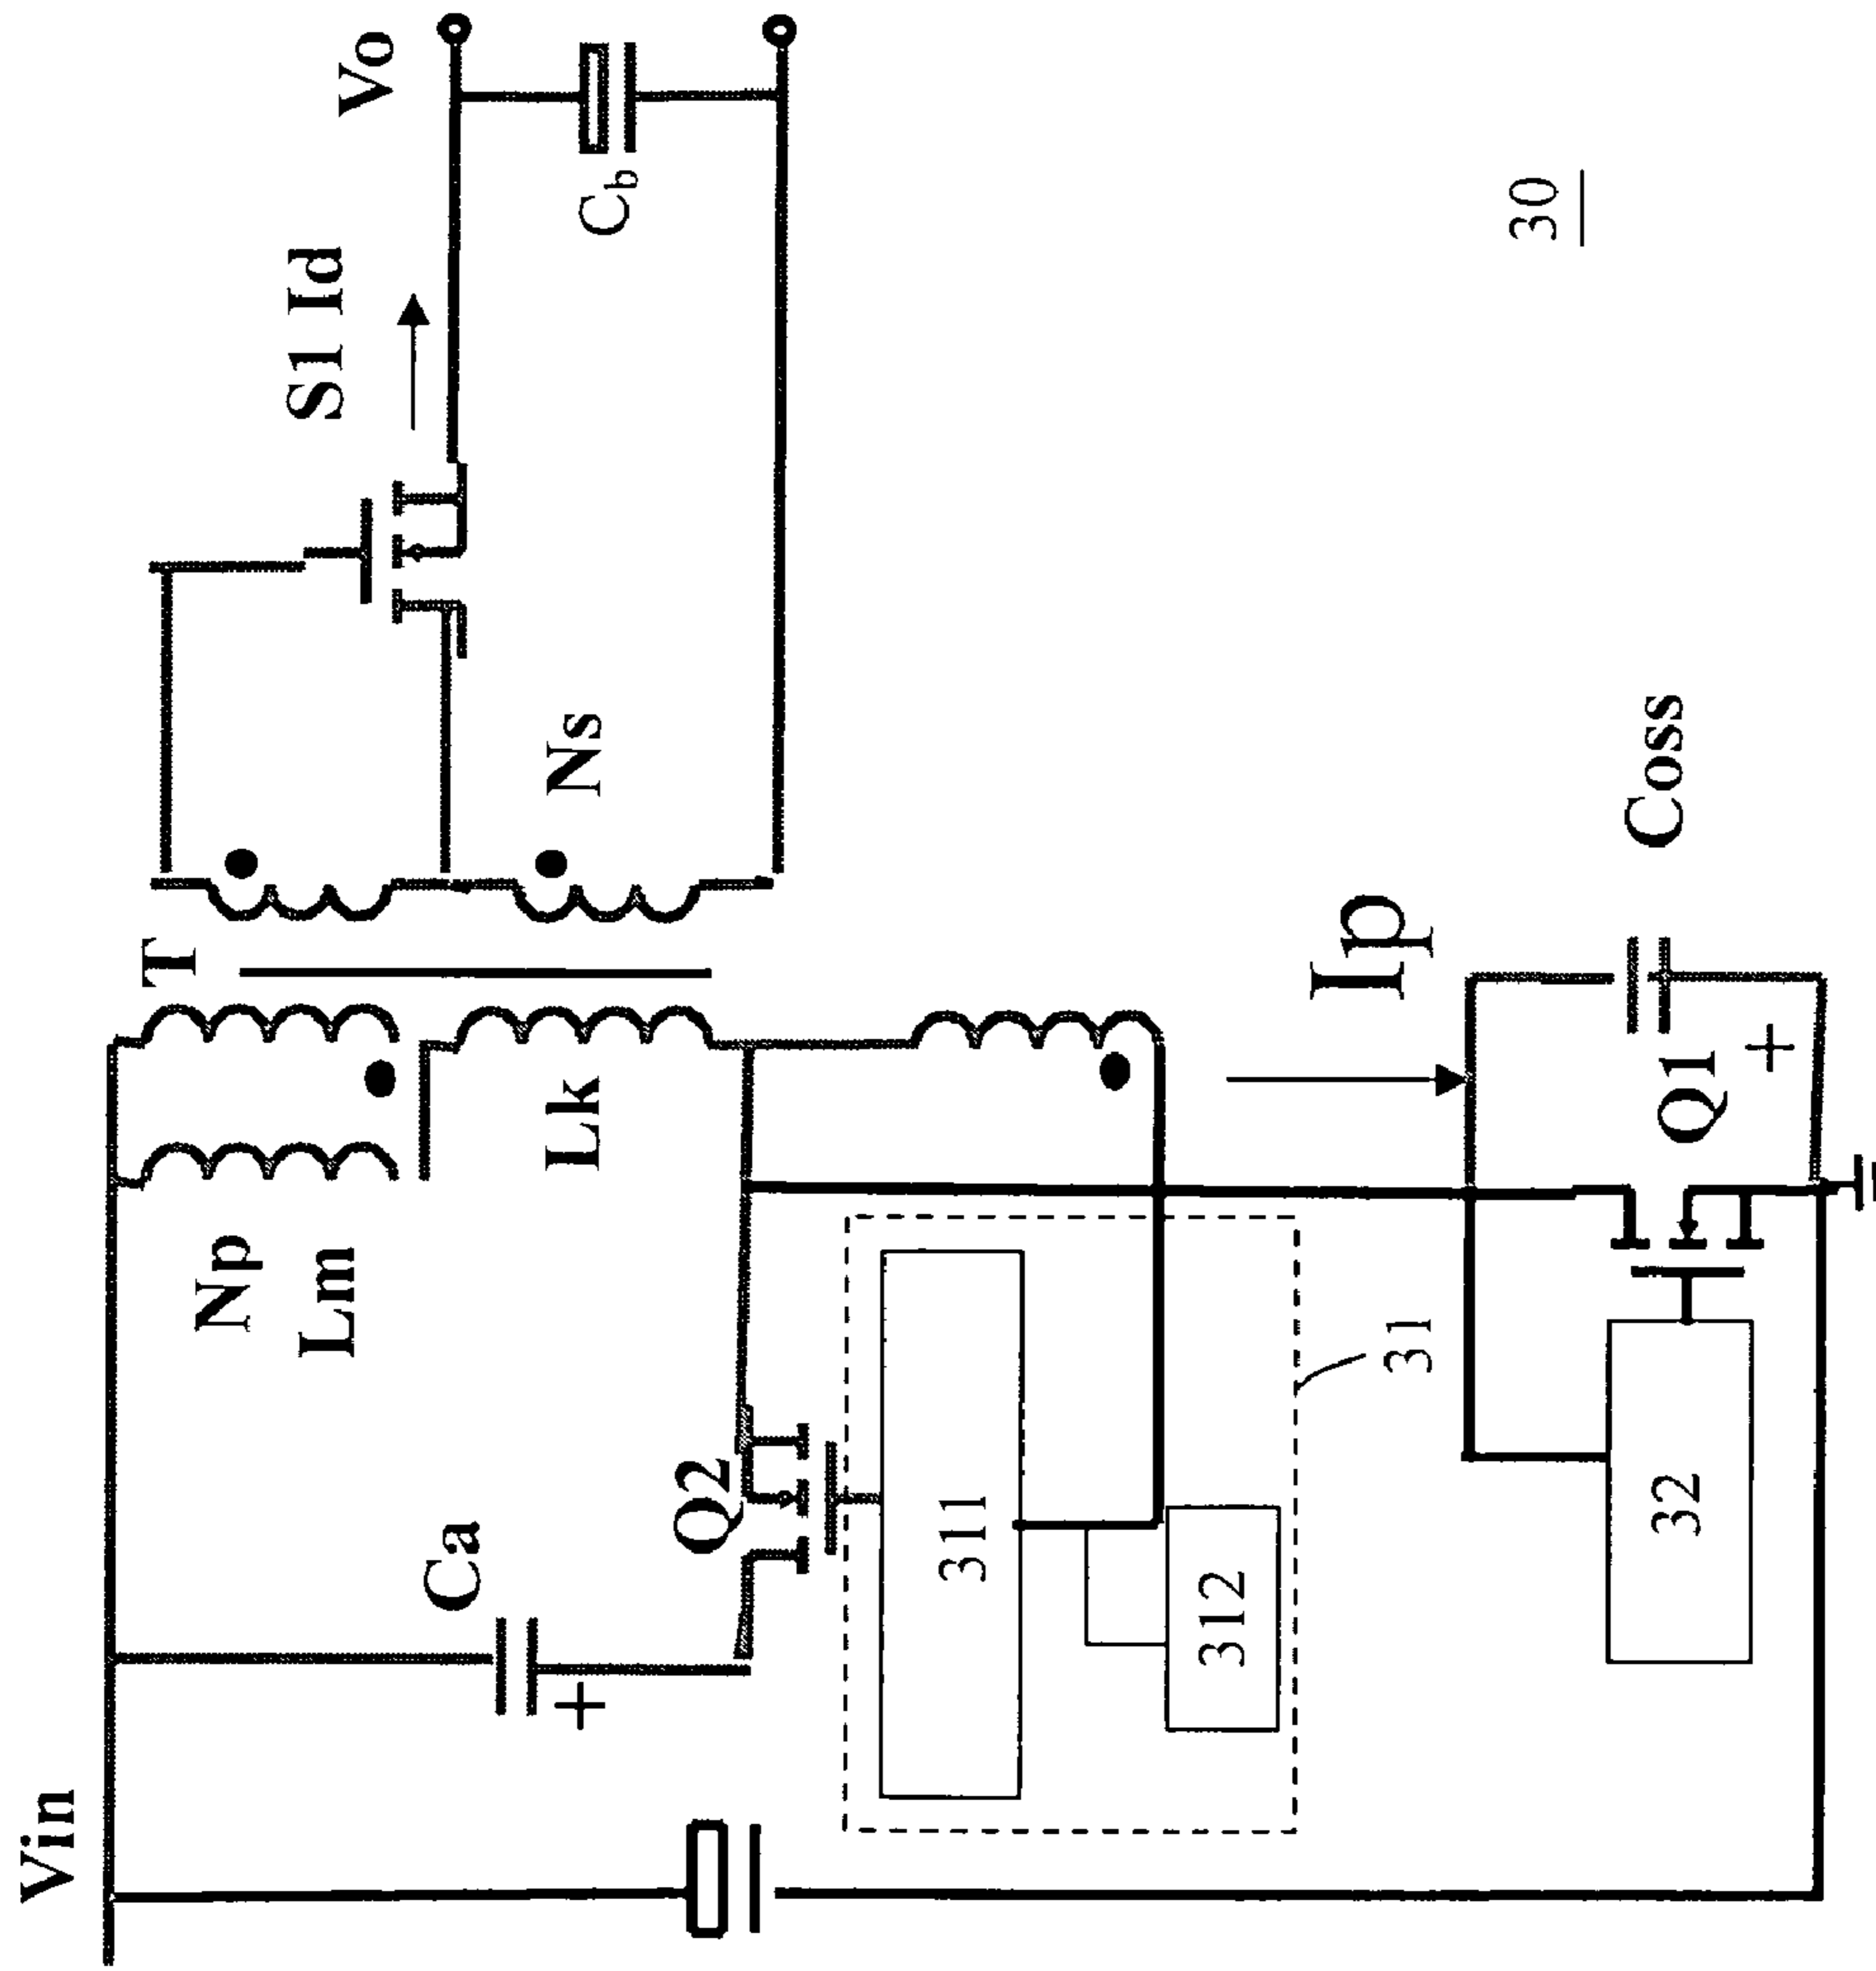 Vin
Ca
Np
Lm
T
Lk
Ns
S1 Id
Vo
Cb
Q2
311
312
31
Ip
32
Q1
+
+
Coss
30